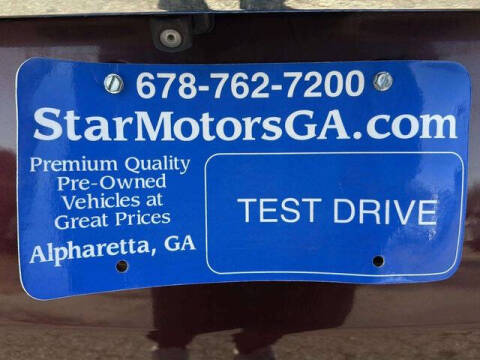 678-762-7200
StarMotorsGA.com
Premium Quality
Pre-Owned
Vehicles at
Great Prices
Alpharetta, GA
TEST DRIVE